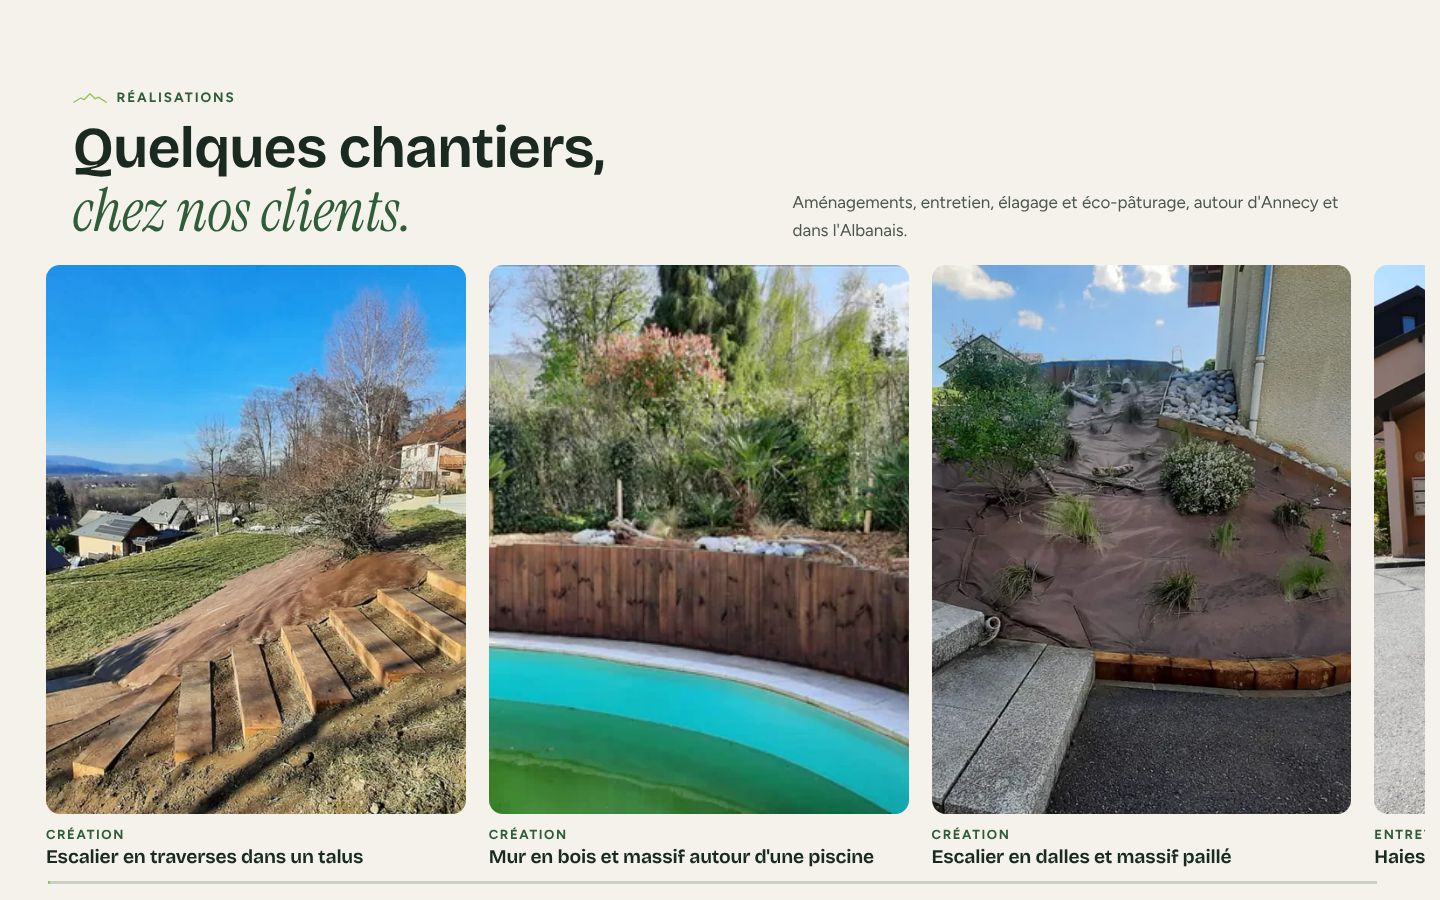 RÉALISATIONS
Quelques chantiers,
chez nos clients.
Aménagements, entretien, élagage et éco-pâturage, autour d'Annecy et
dans l'Albanais.
CRÉATION
Escalier en traverses dans un talus
CRÉATION
Mur en bois et massif autour d'une piscine
CRÉATION
Escalier en dalles et massif paillé
ENTRE
Haies